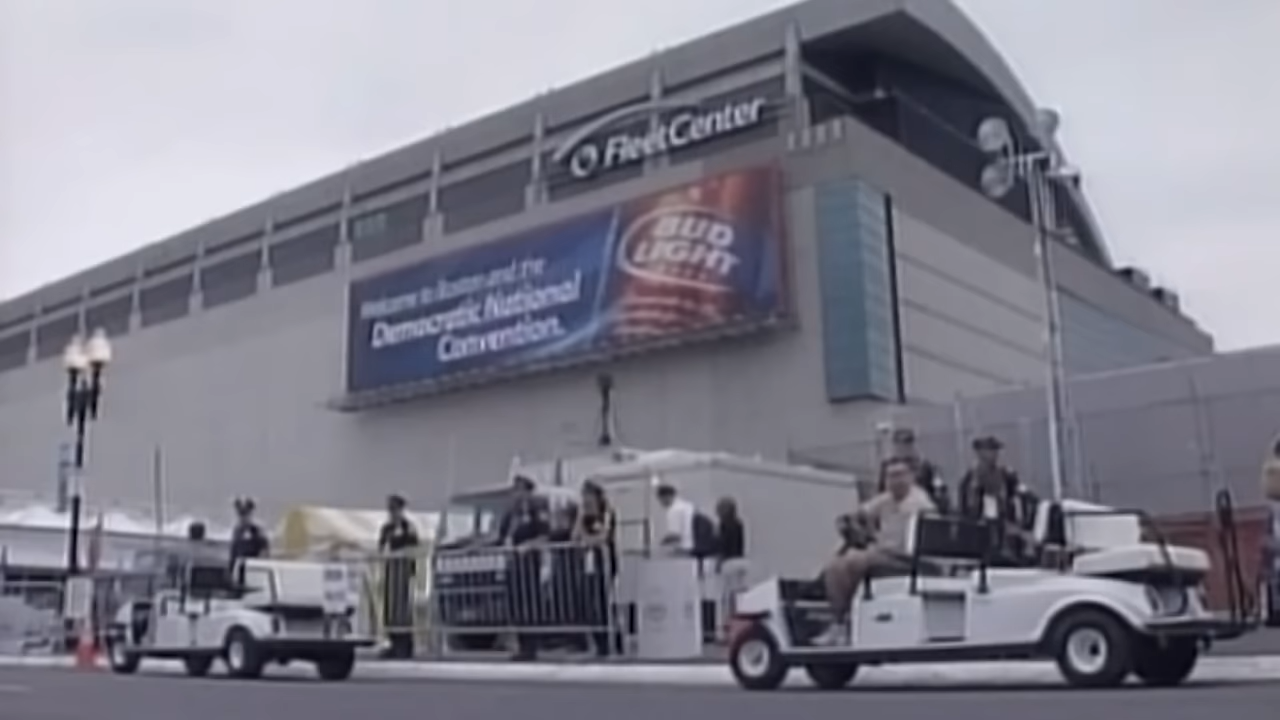 FleetCenter
Welcome to Boston and the
Democratic National
Convention.
BUD
LIGHT